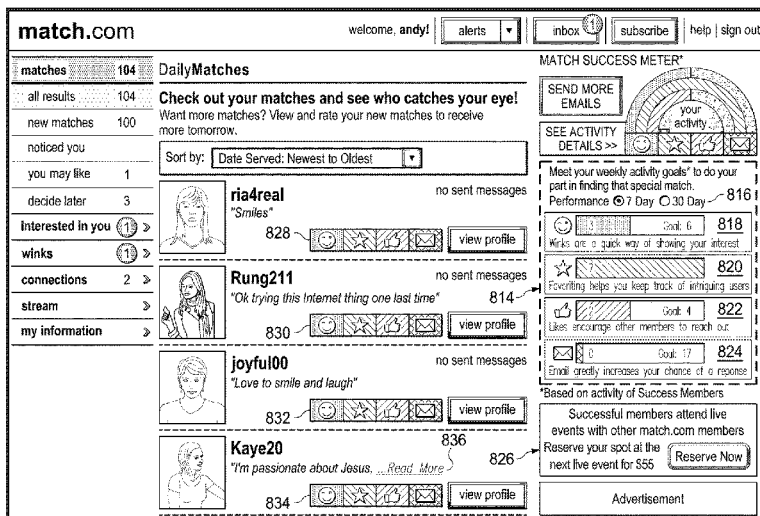 match.com
welcome, andy!
alerts
inbox 1
subscribe
help | sign out
matches 104
all results 104
new matches 100
noticed you
you may like 1
decide later 3
interested in you 1 »
winks 1 »
connections 2 »
stream »
my information »
DailyMatches
Check out your matches and see who catches your eye!
Want more matches? View and rate your new matches to receive
more tomorrow.
Sort by: Date Served: Newest to Oldest
ria4real
no sent messages
"Smiles"
828
view profile
Rung211
no sent messages
"Ok trying this Internet thing one last time"
830
view profile
joyful00
no sent messages
"Love to smile and laugh"
832
view profile
Kaye20
836
"I'm passionate about Jesus. ...Read More
834
view profile
MATCH SUCCESS METER*
SEND MORE
EMAILS
SEE ACTIVITY
DETAILS >>
your
activity
814
Meet your weekly activity goals* to do your
part in finding that special match.
Performance 7 Day 30 Day 816
3 Goal: 6 818
Winks are a quick way of showing your interest
7 820
Favoriting helps you keep track of intriguing users
Goal: 4 822
Likes encourage other members to reach out
0 Goal: 17 824
Email greatly increases your chance of a reponse
*Based on activity of Success Members
826
Successful members attend live
events with other match.com members
Reserve your spot at the
next live event for $55
Reserve Now
Advertisement